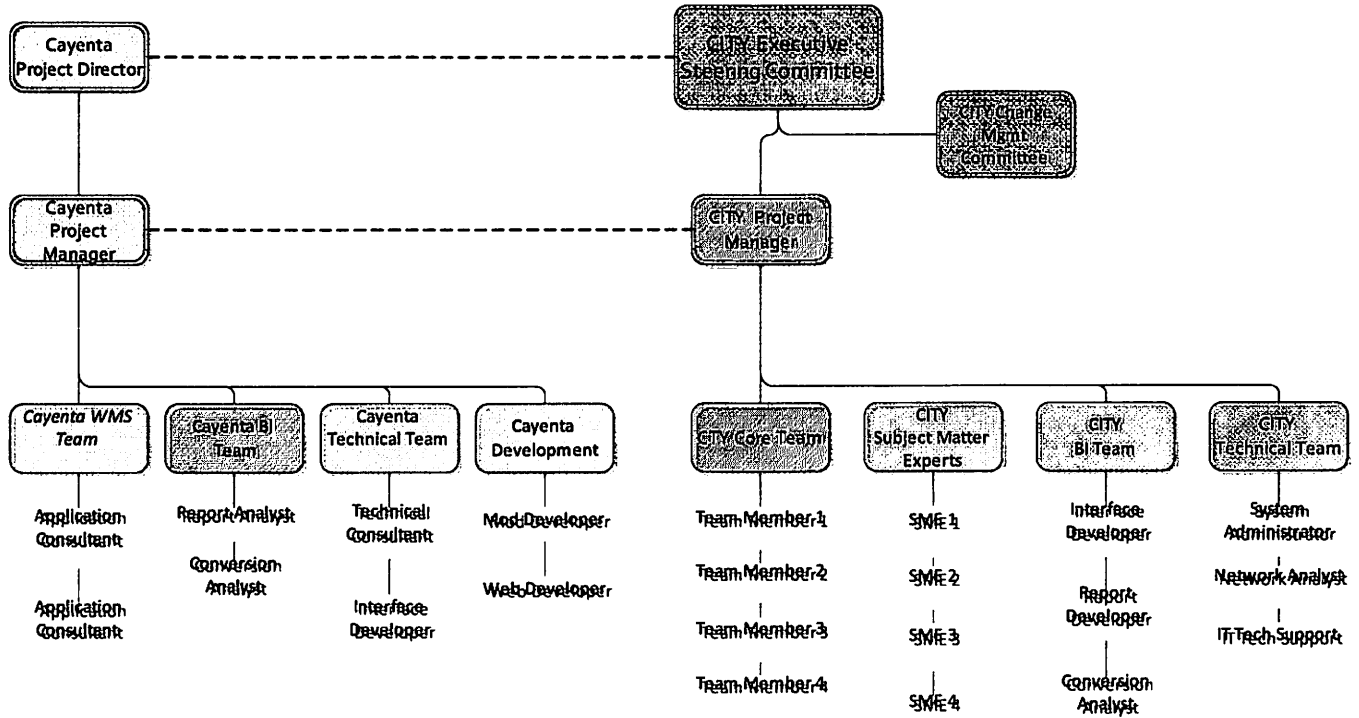 Cayenta
Project Director
CITY Executive
Steering Committee
CITY Change
Mgmt
Committee
Cayenta
Project
Manager
CITY Project
Manager
Cayenta WMS
Team
Cayenta BI
Team
Cayenta
Technical Team
Cayenta
Development
CITY Core Team
CITY
Subject Matter
Experts
CITY
BI Team
CITY
Technical Team
Application
Consultant
Application
Consultant
Report Analyst
Conversion
Analyst
Technical
Consultant
Interface
Developer
Mod Developer
Web Developer
Team Member 1
Team Member 2
Team Member 3
Team Member 4
SME 1
SME 2
SME 3
SME 4
Interface
Developer
Report
Developer
Conversion
Analyst
System
Administrator
Network Analyst
IT Tech Support